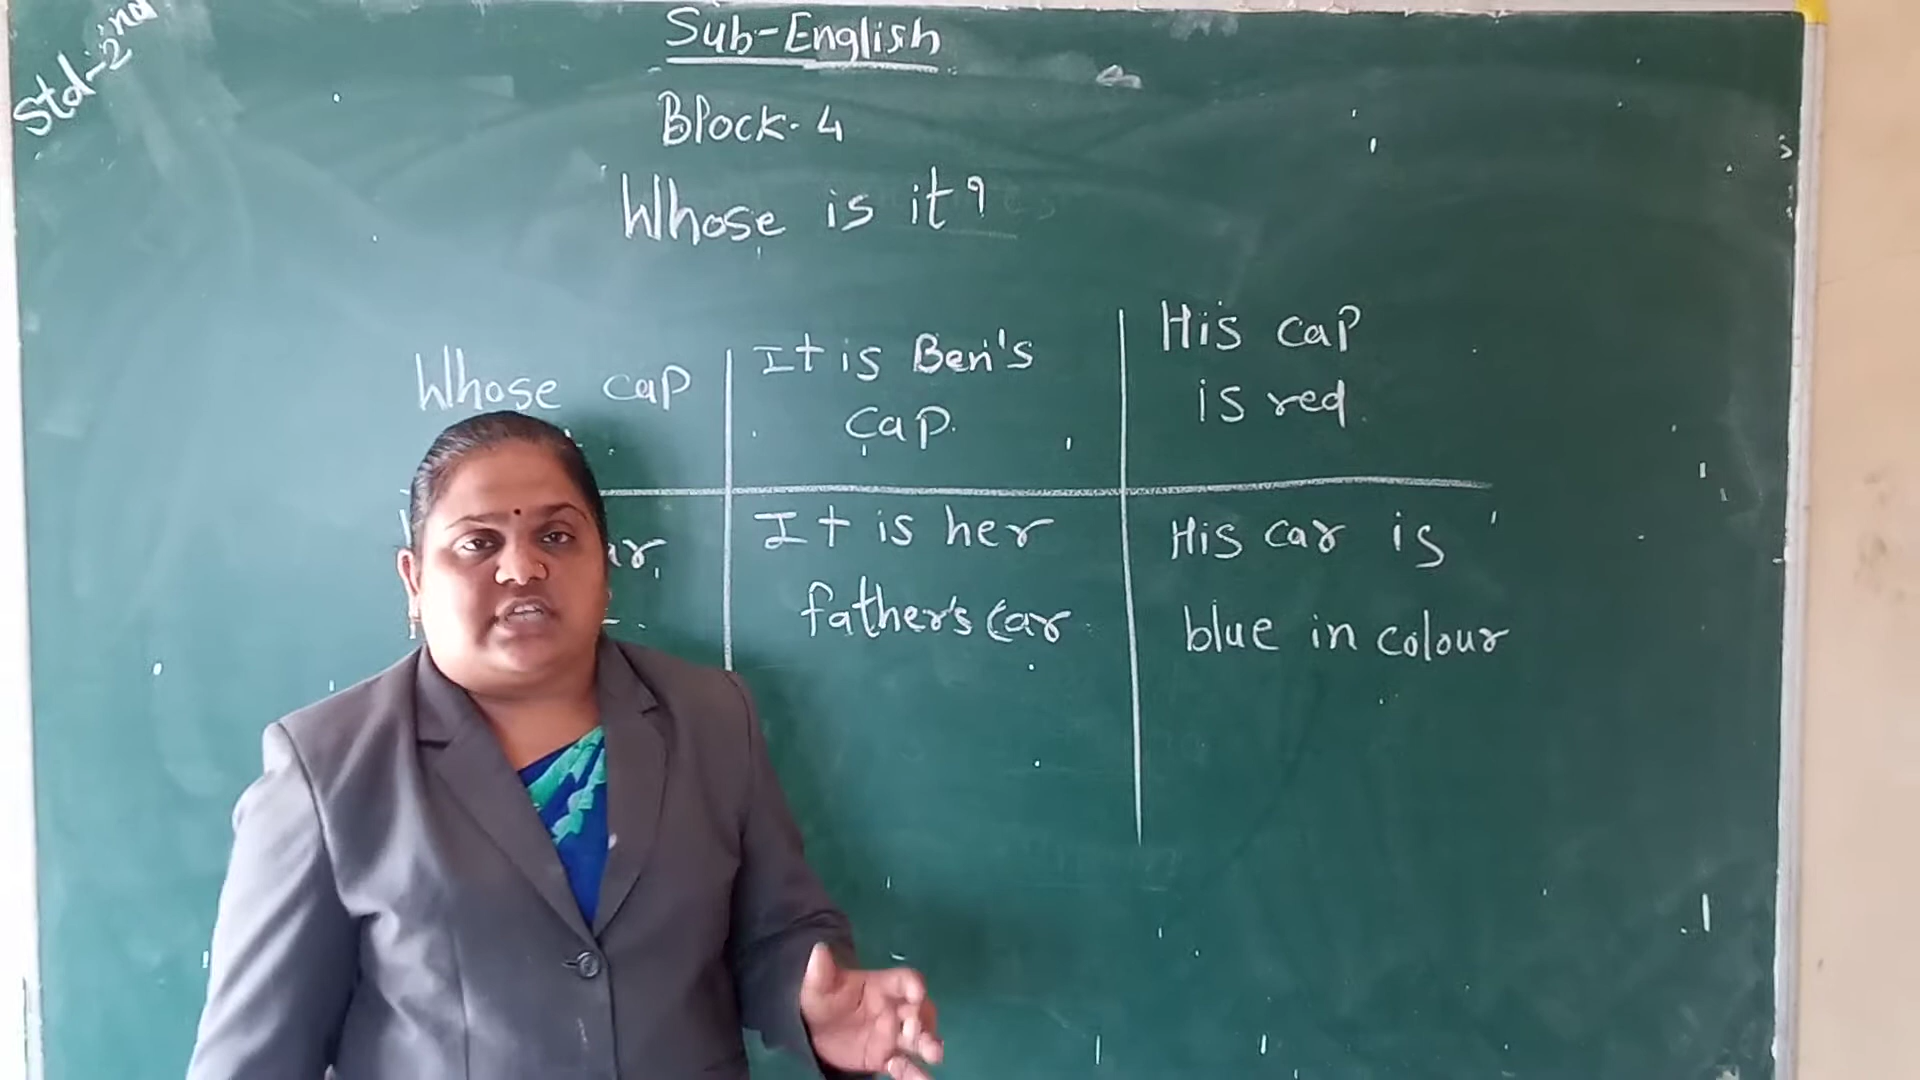 Std-2nd
Sub-English
Block-4
Whose is it?
Whose cap
It is Ben's
cap.
His cap
is red.
It is her
father's car.
His car is
blue in colour